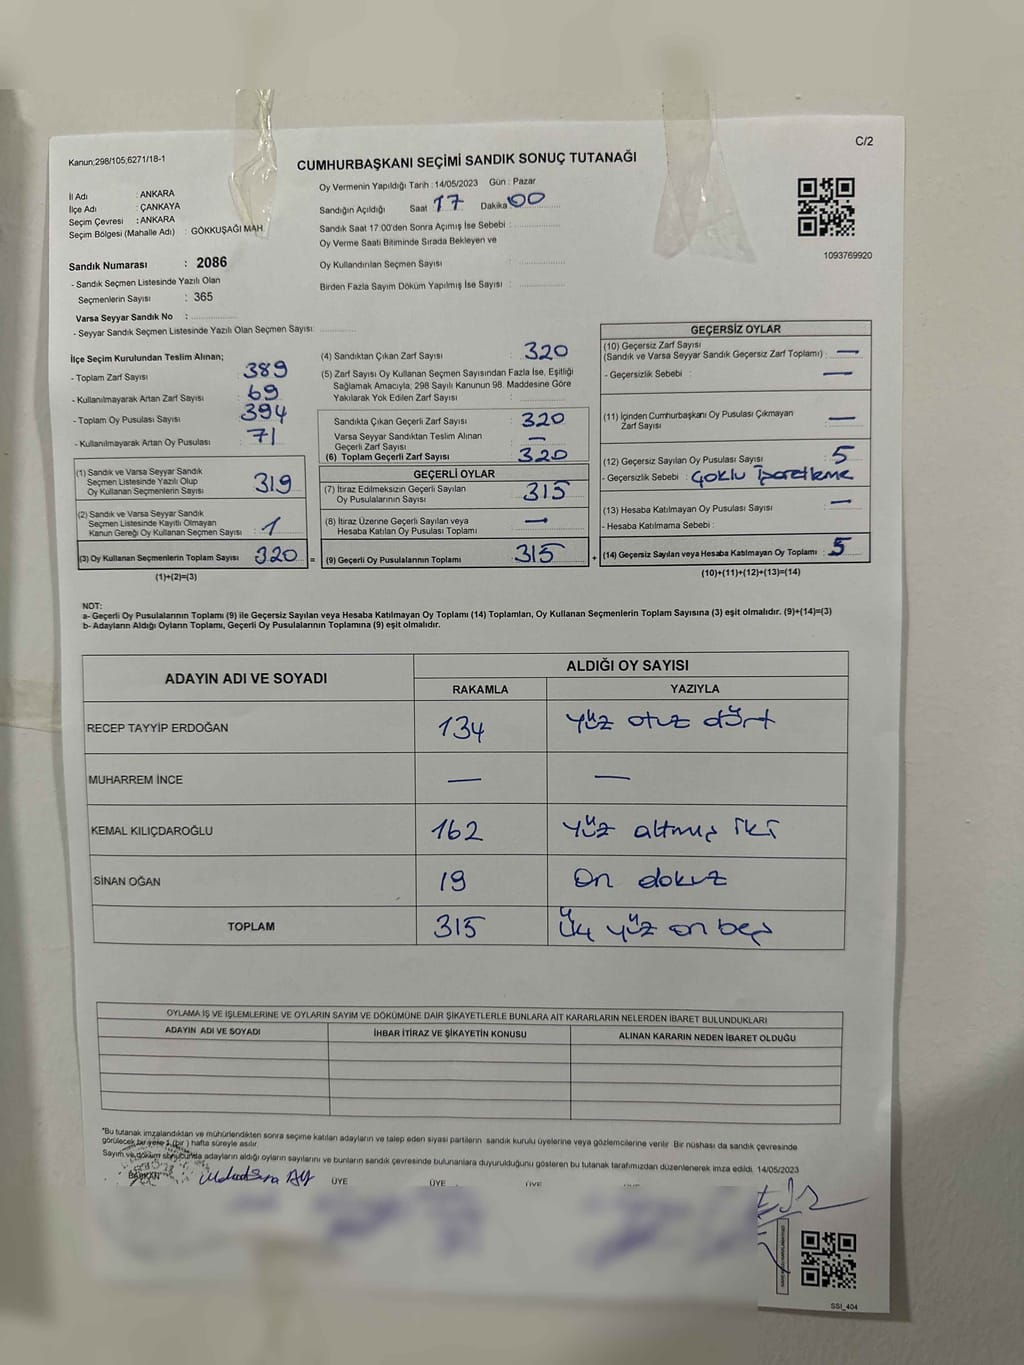 Kanun;298/105;6271/18-1
C/2
CUMHURBAŞKANI SEÇİMİ SANDIK SONUÇ TUTANAĞI
İl Adı : ANKARA
İlçe Adı : ÇANKAYA
Seçim Çevresi : ANKARA
Seçim Bölgesi (Mahalle Adı) : GÖKKUŞAĞI MAH
Sandık Numarası : 2086
- Sandık Seçmen Listesinde Yazılı Olan
Seçmenlerin Sayısı : 365
Varsa Seyyar Sandık No :
- Seyyar Sandık Seçmen Listesinde Yazılı Olan Seçmen Sayısı:
Oy Vermenin Yapıldığı Tarih : 14/05/2023 Gün : Pazar
Sandığın Açıldığı Saat 17 Dakika 00
Sandık Saat 17:00'den Sonra Açımış İse Sebebi :
Oy Verme Saati Bitiminde Sırada Bekleyen ve
Oy Kullandırılan Seçmen Sayısı :
Birden Fazla Sayım Döküm Yapılmış İse Sayısı :
1093769920
İlçe Seçim Kurulundan Teslim Alınan;
- Toplam Zarf Sayısı : 389
- Kullanılmayarak Artan Zarf Sayısı : 69
- Toplam Oy Pusulası Sayısı : 394
- Kullanılmayarak Artan Oy Pusulası : 71
(1) Sandık ve Varsa Seyyar Sandık
Seçmen Listesinde Yazılı Olup
Oy Kullanan Seçmenlerin Sayısı : 319
(2) Sandık ve Varsa Seyyar Sandık
Seçmen Listesinde Kayıtlı Olmayan
Kanun Gereği Oy Kullanan Seçmen Sayısı : 1
(3) Oy Kullanan Seçmenlerin Toplam Sayısı : 320 =
(1)+(2)=(3)
(4) Sandıktan Çıkan Zarf Sayısı : 320
(5) Zarf Sayısı Oy Kullanan Seçmen Sayısından Fazla İse, Eşitliği
Sağlamak Amacıyla; 298 Sayılı Kanunun 98. Maddesine Göre
Yakılarak Yok Edilen Zarf Sayısı :
Sandıkta Çıkan Geçerli Zarf Sayısı : 320
Varsa Seyyar Sandıktan Teslim Alınan
Geçerli Zarf Sayısı : —
(6) Toplam Geçerli Zarf Sayısı : 320
GEÇERLİ OYLAR
(7) İtiraz Edilmeksizin Geçerli Sayılan
Oy Pusulalarının Sayısı : 315
(8) İtiraz Üzerine Geçerli Sayılan veya
Hesaba Katılan Oy Pusulası Toplamı : —
(9) Geçerli Oy Pusulalarının Toplamı : 315 +
GEÇERSİZ OYLAR
(10) Geçersiz Zarf Sayısı
(Sandık ve Varsa Seyyar Sandık Geçersiz Zarf Toplamı) : —
- Geçersizlik Sebebi : —
(11) İçinden Cumhurbaşkanı Oy Pusulası Çıkmayan
Zarf Sayısı : —
(12) Geçersiz Sayılan Oy Pusulası Sayısı : 5
- Geçersizlik Sebebi : Çoklu İşaretleme
(13) Hesaba Katılmayan Oy Pusulası Sayısı : —
- Hesaba Katılmama Sebebi :
(14) Geçersiz Sayılan veya Hesaba Katılmayan Oy Toplamı : 5
(10)+(11)+(12)+(13)=(14)
NOT:
a- Geçerli Oy Pusulalarının Toplamı (9) ile Geçersiz Sayılan veya Hesaba Katılmayan Oy Toplamı (14) Toplamları, Oy Kullanan Seçmenlerin Toplam Sayısına (3) eşit olmalıdır. (9)+(14)=(3)
b- Adayların Aldığı Oyların Toplamı, Geçerli Oy Pusulalarının Toplamına (9) eşit olmalıdır.
ADAYIN ADI VE SOYADI
ALDIĞI OY SAYISI
RAKAMLA YAZIYLA
RECEP TAYYİP ERDOĞAN 134 Yüz otuz dört
MUHARREM İNCE — —
KEMAL KILIÇDAROĞLU 162 Yüz altmış iki
SİNAN OĞAN 19 On dokuz
TOPLAM 315 Üç yüz on beş
OYLAMA İŞ VE İŞLEMLERİNE VE OYLARIN SAYIM VE DÖKÜMÜNE DAİR ŞİKAYETLERLE BUNLARA AİT KARARLARIN NELERDEN İBARET BULUNDUKLARI
ADAYIN ADI VE SOYADI İHBAR İTİRAZ VE ŞİKAYETİN KONUSU ALINAN KARARIN NEDEN İBARET OLDUĞU
*Bu tutanak imzalandıktan ve mühürlendikten sonra seçime katılan adayların ve talep eden siyasi partilerin sandık kurulu üyelerine veya gözlemcilerine verilir Bir nüshası da sandık çevresinde
görülecek bir yere 1 (bir ) hafta süreyle asılır.
Sayım ve döküm sonucunda adayların aldığı oyların sayılarını ve bunların sandık çevresinde bulunanlara duyurulduğunu gösteren bu tutanak tarafımızdan düzenlenerek imza edildi. 14/05/2023
BAŞKAN ÜYE ÜYE ÜYE
SSİ_404